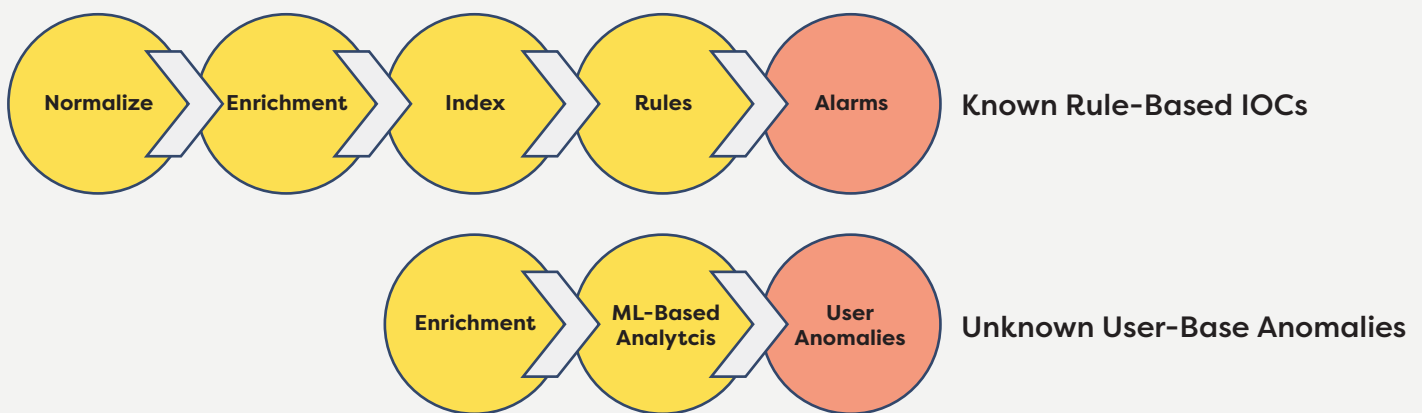 Normalize
Enrichment
Index
Rules
Alarms
Known Rule-Based IOCs
Enrichment
ML-Based
Analytcis
User
Anomalies
Unknown User-Base Anomalies